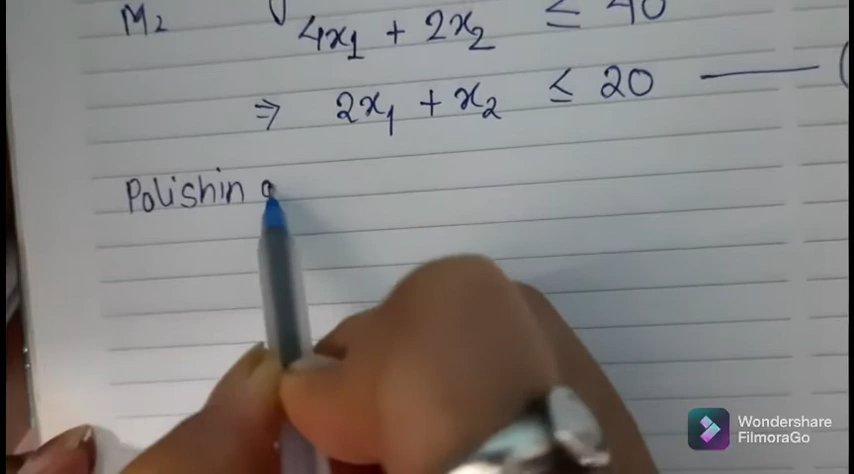 M2 4x1 + 2x2 ≤ 40
⇒ 2x1 + x2 ≤ 20 —— (
Polishin
Wondershare
FilmoraGo